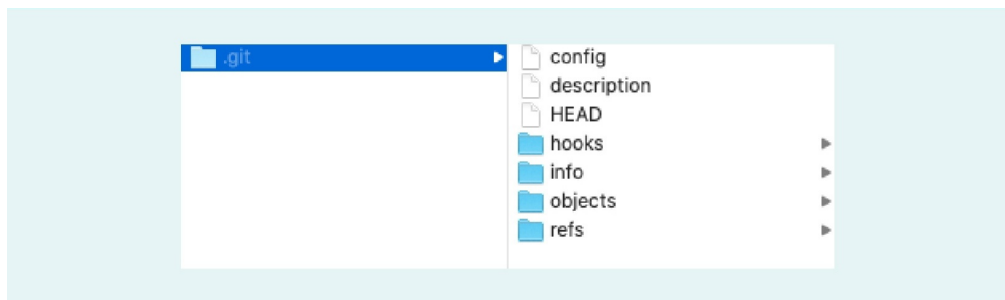 .git
config
description
HEAD
hooks
info
objects
refs